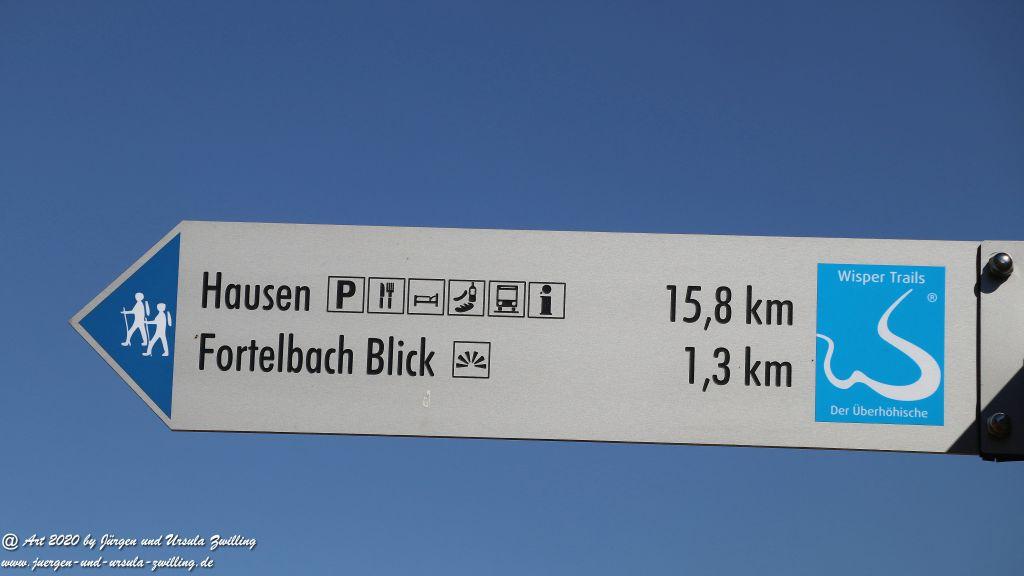 Hausen P i 15,8 km
Fortelbach Blick 1,3 km
Wisper Trails
®
Der Überhöhische
@ Art 2020 by Jürgen und Ursula Zwilling
www.juergen-und-ursula-zwilling.de